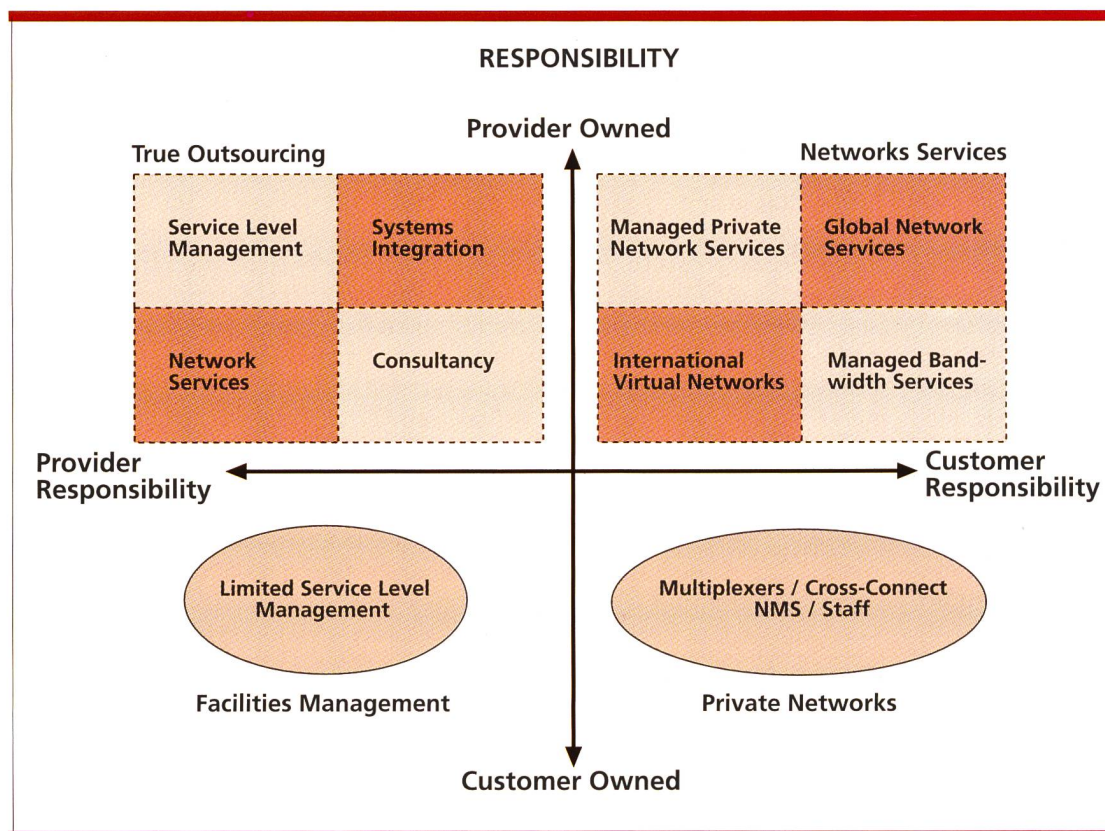 RESPONSIBILITY
Provider Owned
True Outsourcing
Networks Services
Service Level
Management
Systems
Integration
Managed Private
Network Services
Global Network
Services
Network
Services
Consultancy
International
Virtual Networks
Managed Band-
width Services
Provider
Responsibility
Customer
Responsibility
Limited Service Level
Management
Multiplexers / Cross-Connect
NMS / Staff
Facilities Management
Private Networks
Customer Owned